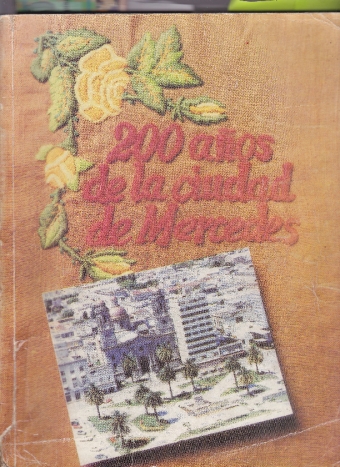 200 años
de la ciudad
de Mercedes